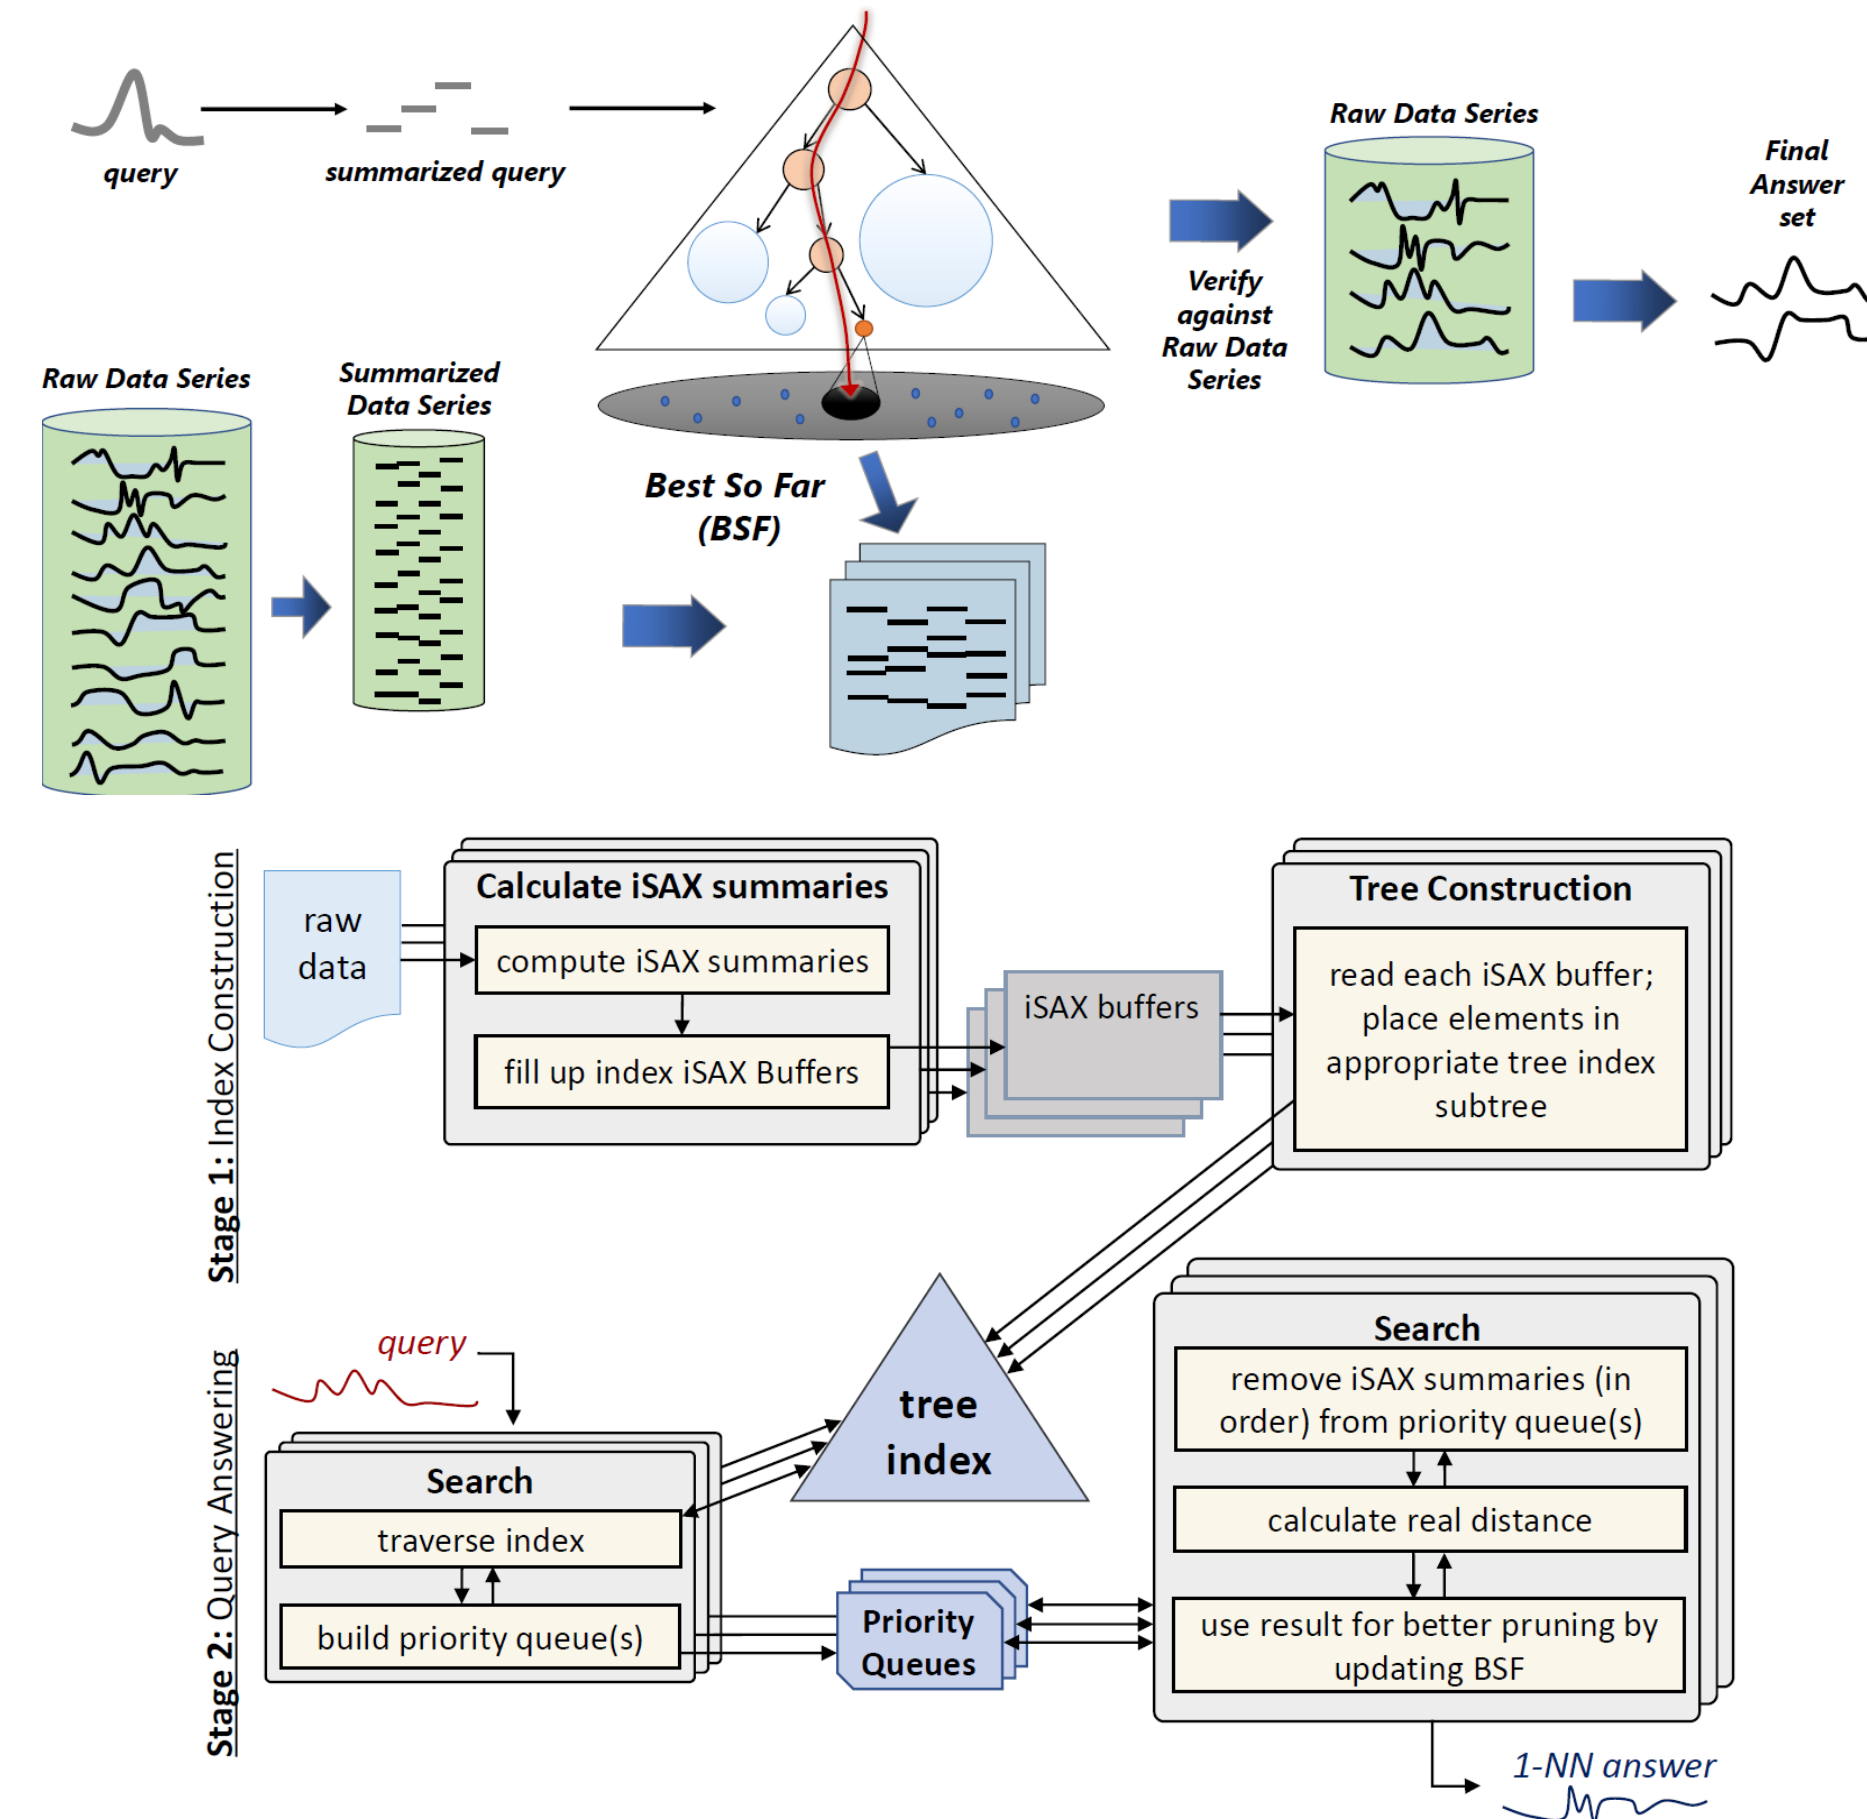 query
summarized query
Raw Data Series
Final
Answer
set
Verify
against
Raw Data
Series
Raw Data Series
Summarized
Data Series
Best So Far
(BSF)
Stage 1: Index Construction
raw
data
Calculate iSAX summaries
compute iSAX summaries
fill up index iSAX Buffers
iSAX buffers
Tree Construction
read each iSAX buffer;
place elements in
appropriate tree index
subtree
Stage 2: Query Answering
query
Search
traverse index
build priority queue(s)
tree
index
Priority
Queues
Search
remove iSAX summaries (in
order) from priority queue(s)
calculate real distance
use result for better pruning by
updating BSF
1-NN answer